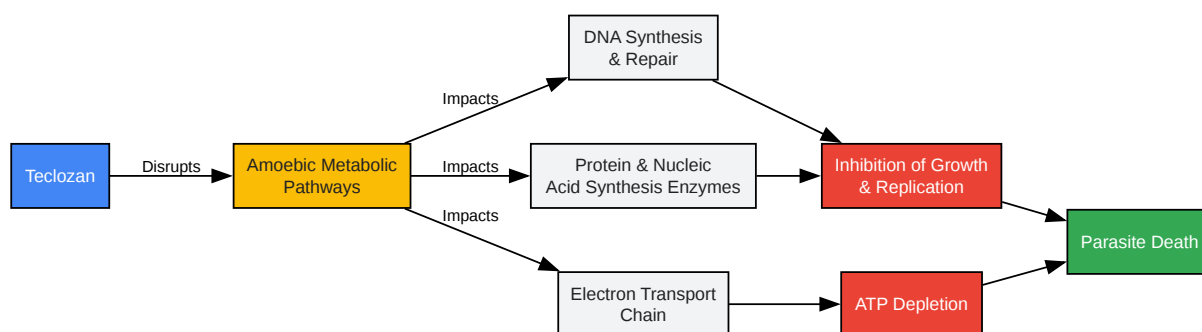 Teclozan
Disrupts
Amoebic Metabolic
Pathways
Impacts
DNA Synthesis
& Repair
Impacts
Protein & Nucleic
Acid Synthesis Enzymes
Impacts
Electron Transport
Chain
Inhibition of Growth
& Replication
ATP Depletion
Parasite Death